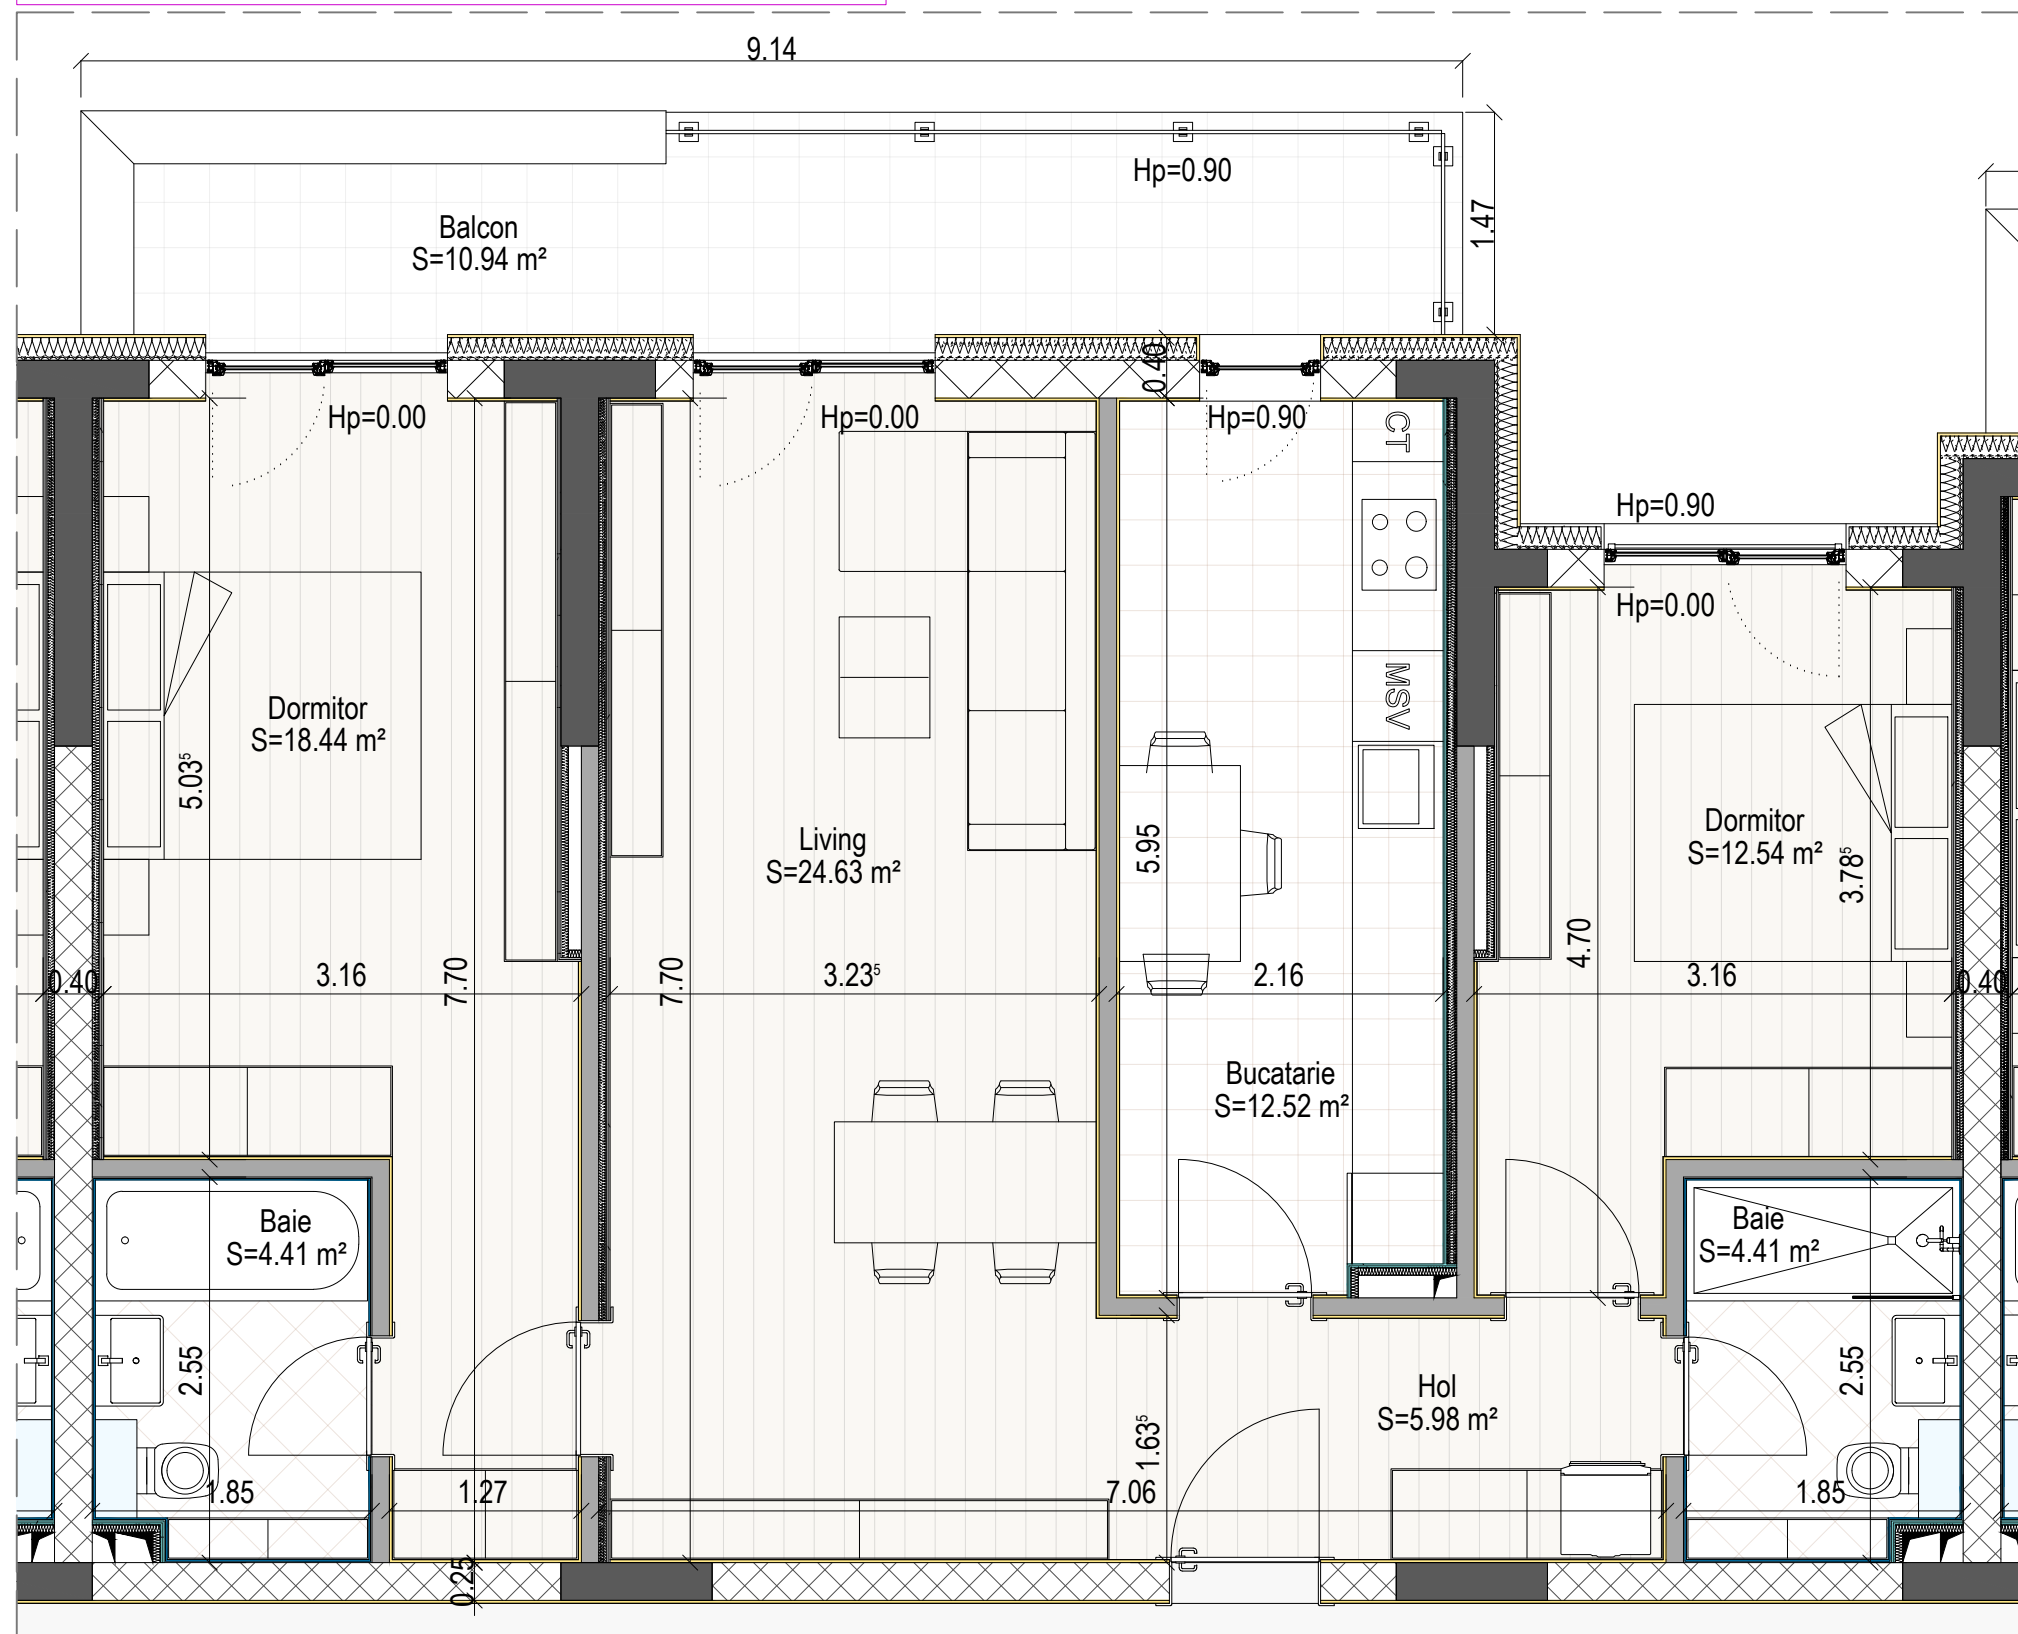 9.14
Hp=0.90
1.47
Balcon
S=10.94 m²
0.40
Hp=0.00
Hp=0.00
Hp=0.90
CT
Hp=0.90
Hp=0.00
MSV
Dormitor
S=18.44 m²
5.03⁵
Living
S=24.63 m²
5.95
Dormitor
S=12.54 m²
3.78⁵
4.70
0.40
3.16
7.70
7.70
3.23⁵
2.16
3.16
0.40
Bucatarie
S=12.52 m²
Baie
S=4.41 m²
Baie
S=4.41 m²
2.55
2.55
Hol
S=5.98 m²
1.63⁵
1.85
1.27
7.06
1.85
0.25